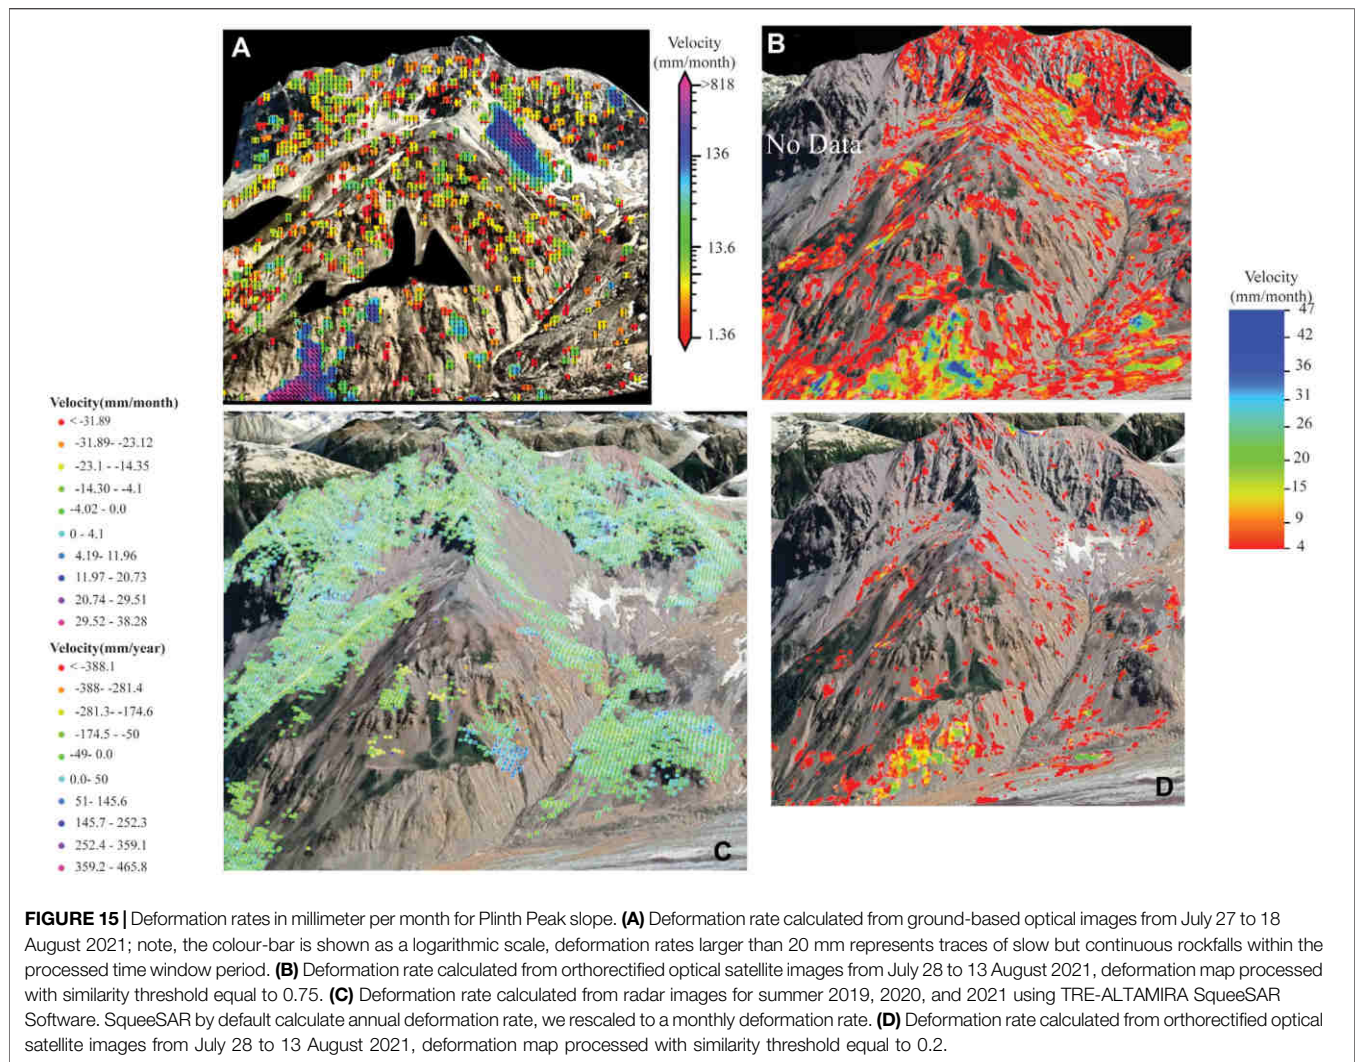 A
Velocity
(mm/month)
>818
136
13.6
1.36
B
No Data
Velocity
(mm/month)
47
42
36
31
26
20
15
9
4
Velocity(mm/month)
< -31.89
-31.89- -23.12
-23.1 - -14.35
-14.30 - -4.1
-4.02 - 0.0
0 - 4.1
4.19- 11.96
11.97 - 20.73
20.74 - 29.51
29.52 - 38.28
Velocity(mm/year)
< -388.1
-388- -281.4
-281.3- -174.6
-174.5 - -50
-49- 0.0
0.0- 50
51- 145.6
145.7 - 252.3
252.4 - 359.1
359.2 - 465.8
C
D
FIGURE 15 | Deformation rates in millimeter per month for Plinth Peak slope. (A) Deformation rate calculated from ground-based optical images from July 27 to 18
August 2021; note, the colour-bar is shown as a logarithmic scale, deformation rates larger than 20 mm represents traces of slow but continuous rockfalls within the
processed time window period. (B) Deformation rate calculated from orthorectified optical satellite images from July 28 to 13 August 2021, deformation map processed
with similarity threshold equal to 0.75. (C) Deformation rate calculated from radar images for summer 2019, 2020, and 2021 using TRE-ALTAMIRA SqueeSAR
Software. SqueeSAR by default calculate annual deformation rate, we rescaled to a monthly deformation rate. (D) Deformation rate calculated from orthorectified optical
satellite images from July 28 to 13 August 2021, deformation map processed with similarity threshold equal to 0.2.